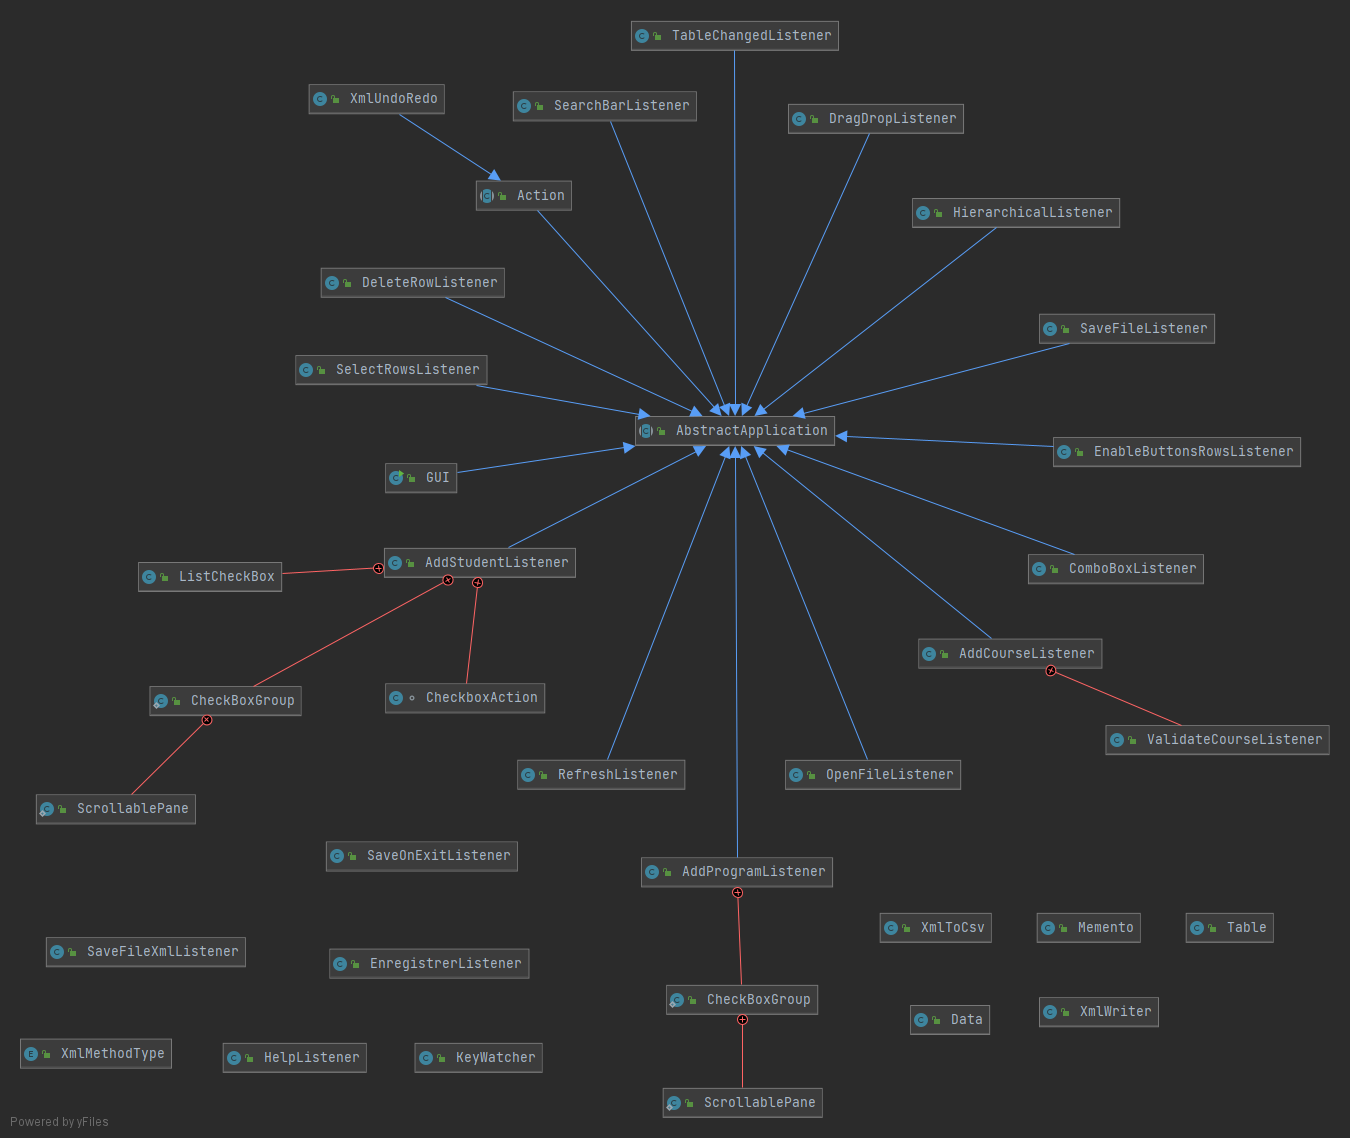 TableChangedListener
XmlUndoRedo
SearchBarListener
DragDropListener
Action
HierarchicalListener
DeleteRowListener
SaveFileListener
SelectRowsListener
AbstractApplication
EnableButtonsRowsListener
GUI
AddStudentListener
ListCheckBox
ComboBoxListener
AddCourseListener
CheckBoxGroup
CheckboxAction
ValidateCourseListener
RefreshListener
OpenFileListener
ScrollablePane
SaveOnExitListener
AddProgramListener
XmlToCsv
Memento
Table
SaveFileXmlListener
EnregistrerListener
CheckBoxGroup
Data
XmlWriter
XmlMethodType
HelpListener
KeyWatcher
ScrollablePane
Powered by yFiles